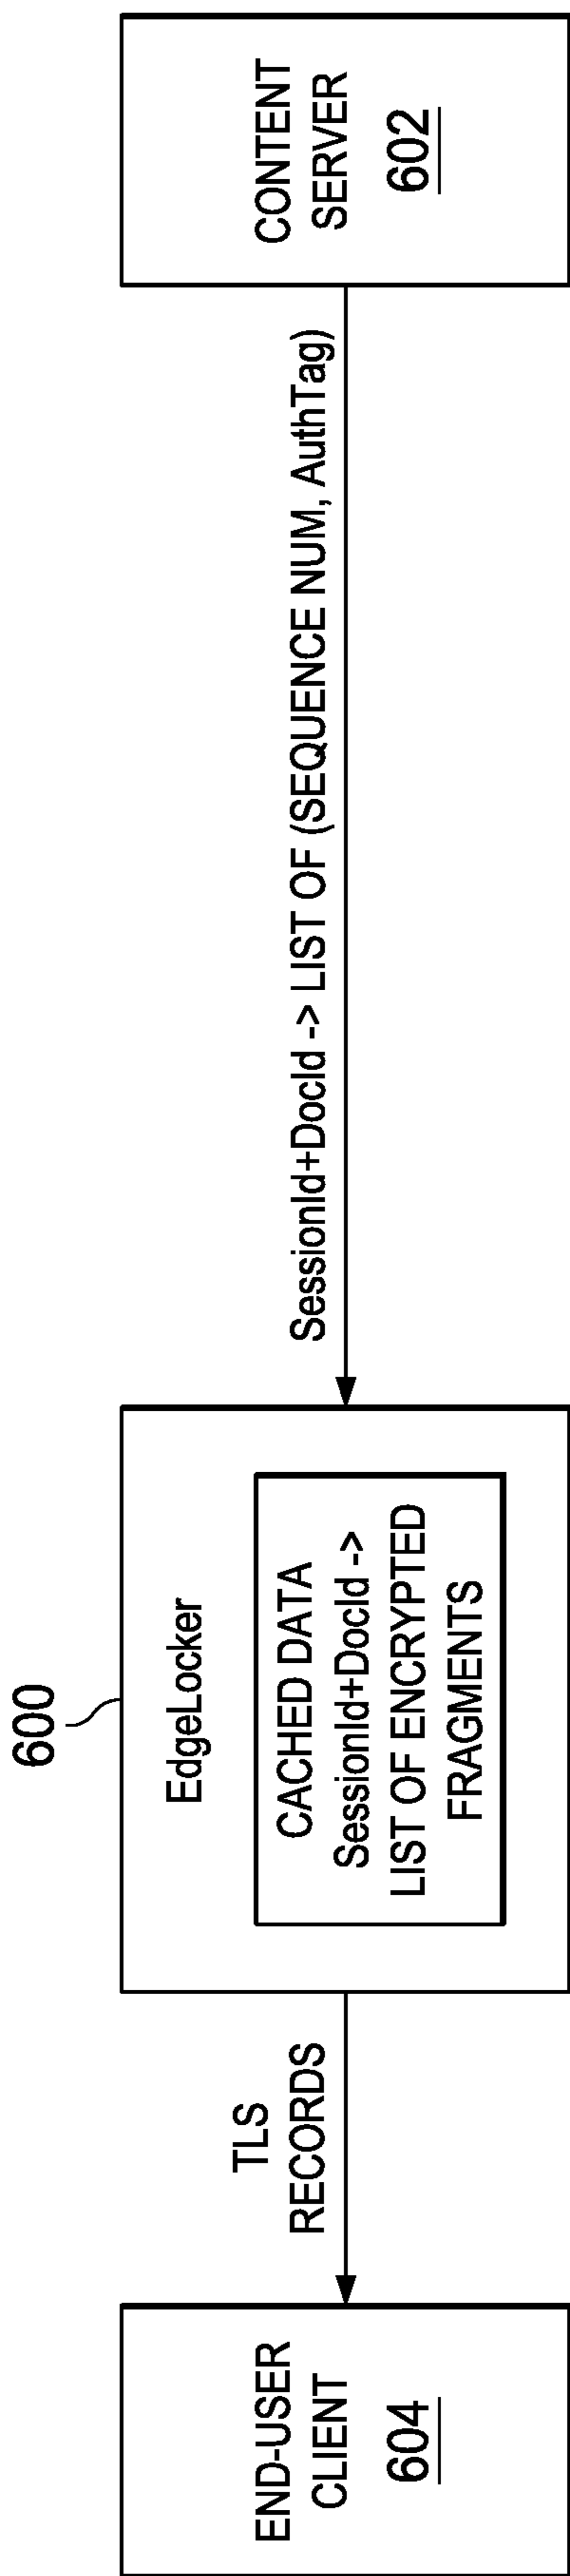 600
END-USER
CLIENT
604
TLS
RECORDS
EdgeLocker
CACHED DATA
SessionId+DocId ->
LIST OF ENCRYPTED
FRAGMENTS
SessionId+DocId -> LIST OF (SEQUENCE NUM, AuthTag)
CONTENT
SERVER
602